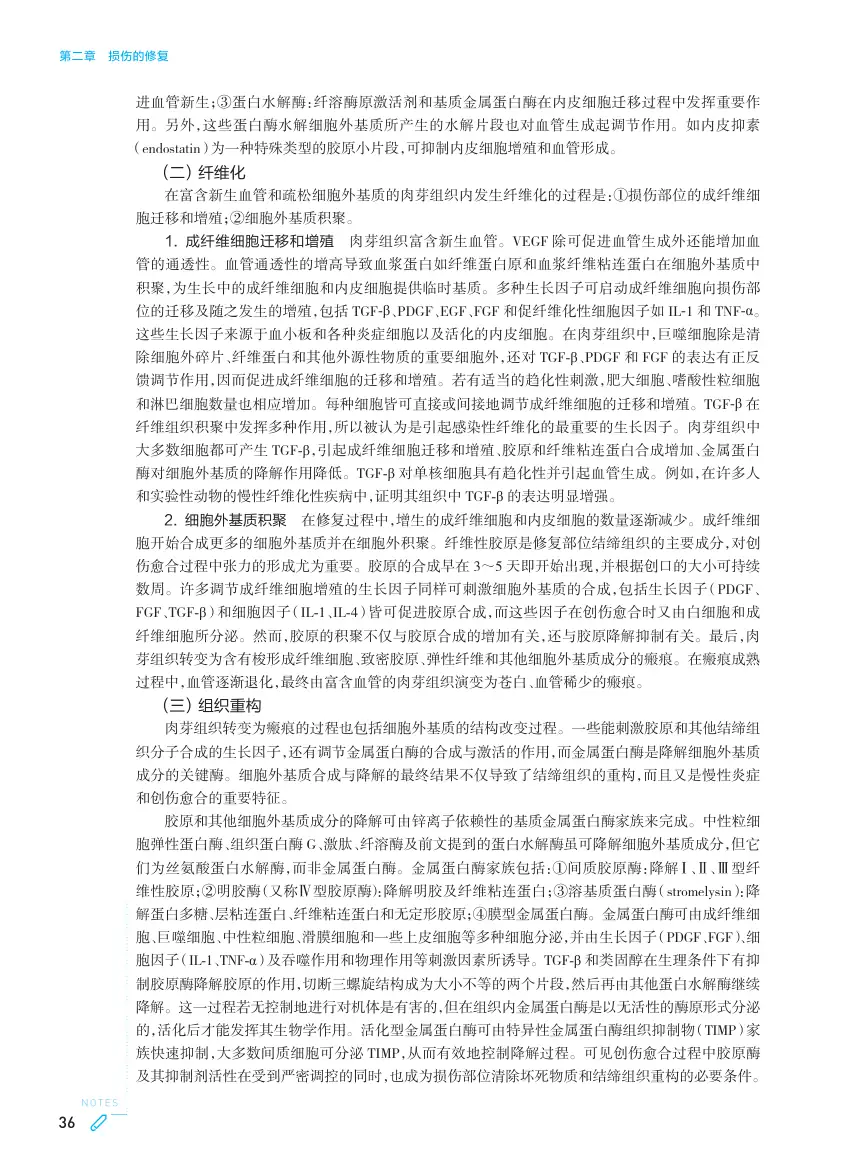 第二章 损伤的修复
进血管新生；③蛋白水解酶：纤溶酶原激活剂和基质金属蛋白酶在内皮细胞迁移过程中发挥重要作
用。另外，这些蛋白酶水解细胞外基质所产生的水解片段也对血管生成起调节作用。如内皮抑素
（endostatin）为一种特殊类型的胶原小片段，可抑制内皮细胞增殖和血管形成。
（二）纤维化
在富含新生血管和疏松细胞外基质的肉芽组织内发生纤维化的过程是：①损伤部位的成纤维细
胞迁移和增殖；②细胞外基质积聚。
1. 成纤维细胞迁移和增殖 肉芽组织富含新生血管。VEGF 除可促进血管生成外还能增加血
管的通透性。血管通透性的增高导致血浆蛋白如纤维蛋白原和血浆纤维粘连蛋白在细胞外基质中
积聚，为生长中的成纤维细胞和内皮细胞提供临时基质。多种生长因子可启动成纤维细胞向损伤部
位的迁移及随之发生的增殖，包括 TGF-β、PDGF、EGF、FGF 和促纤维化性细胞因子如 IL-1 和 TNF-α。
这些生长因子来源于血小板和各种炎症细胞以及活化的内皮细胞。在肉芽组织中，巨噬细胞除是清
除细胞外碎片、纤维蛋白和其他外源性物质的重要细胞外，还对 TGF-β、PDGF 和 FGF 的表达有正反
馈调节作用，因而促进成纤维细胞的迁移和增殖。若有适当的趋化性刺激，肥大细胞、嗜酸性粒细胞
和淋巴细胞数量也相应增加。每种细胞皆可直接或间接地调节成纤维细胞的迁移和增殖。TGF-β 在
纤维组织积聚中发挥多种作用，所以被认为是引起感染性纤维化的最重要的生长因子。肉芽组织中
大多数细胞都可产生 TGF-β，引起成纤维细胞迁移和增殖、胶原和纤维粘连蛋白合成增加、金属蛋白
酶对细胞外基质的降解作用降低。TGF-β 对单核细胞具有趋化性并引起血管生成。例如，在许多人
和实验性动物的慢性纤维化性疾病中，证明其组织中 TGF-β 的表达明显增强。
2. 细胞外基质积聚 在修复过程中，增生的成纤维细胞和内皮细胞的数量逐渐减少。成纤维细
胞开始合成更多的细胞外基质并在细胞外积聚。纤维性胶原是修复部位结缔组织的主要成分，对创
伤愈合过程中张力的形成尤为重要。胶原的合成早在 3～5 天即开始出现，并根据创口的大小可持续
数周。许多调节成纤维细胞增殖的生长因子同样可刺激细胞外基质的合成，包括生长因子（PDGF、
FGF、TGF-β）和细胞因子（IL-1、IL-4）皆可促进胶原合成，而这些因子在创伤愈合时又由白细胞和成
纤维细胞所分泌。然而，胶原的积聚不仅与胶原合成的增加有关，还与胶原降解抑制有关。最后，肉
芽组织转变为含有梭形成纤维细胞、致密胶原、弹性纤维和其他细胞外基质成分的瘢痕。在瘢痕成熟
过程中，血管逐渐退化，最终由富含血管的肉芽组织演变为苍白、血管稀少的瘢痕。
（三）组织重构
肉芽组织转变为瘢痕的过程也包括细胞外基质的结构改变过程。一些能刺激胶原和其他结缔组
织分子合成的生长因子，还有调节金属蛋白酶的合成与激活的作用，而金属蛋白酶是降解细胞外基质
成分的关键酶。细胞外基质合成与降解的最终结果不仅导致了结缔组织的重构，而且又是慢性炎症
和创伤愈合的重要特征。
胶原和其他细胞外基质成分的降解可由锌离子依赖性的基质金属蛋白酶家族来完成。中性粒细
胞弹性蛋白酶、组织蛋白酶 G、激肽、纤溶酶及前文提到的蛋白水解酶虽可降解细胞外基质成分，但它
们为丝氨酸蛋白水解酶，而非金属蛋白酶。金属蛋白酶家族包括：①间质胶原酶：降解Ⅰ、Ⅱ、Ⅲ型纤
维性胶原；②明胶酶（又称Ⅳ型胶原酶）：降解明胶及纤维粘连蛋白；③溶基质蛋白酶（stromelysin）：降
解蛋白多糖、层粘连蛋白、纤维粘连蛋白和无定形胶原；④膜型金属蛋白酶。金属蛋白酶可由成纤维细
胞、巨噬细胞、中性粒细胞、滑膜细胞和一些上皮细胞等多种细胞分泌，并由生长因子（PDGF、FGF）、细
胞因子（IL-1、TNF-α）及吞噬作用和物理作用等刺激因素所诱导。TGF-β 和类固醇在生理条件下有抑
制胶原酶降解胶原的作用，切断三螺旋结构成为大小不等的两个片段，然后再由其他蛋白水解酶继续
降解。这一过程若无控制地进行对机体是有害的，但在组织内金属蛋白酶是以无活性的酶原形式分泌
的，活化后才能发挥其生物学作用。活化型金属蛋白酶可由特异性金属蛋白酶组织抑制物（TIMP）家
族快速抑制，大多数间质细胞可分泌 TIMP，从而有效地控制降解过程。可见创伤愈合过程中胶原酶
及其抑制剂活性在受到严密调控的同时，也成为损伤部位清除坏死物质和结缔组织重构的必要条件。
NOTES
36